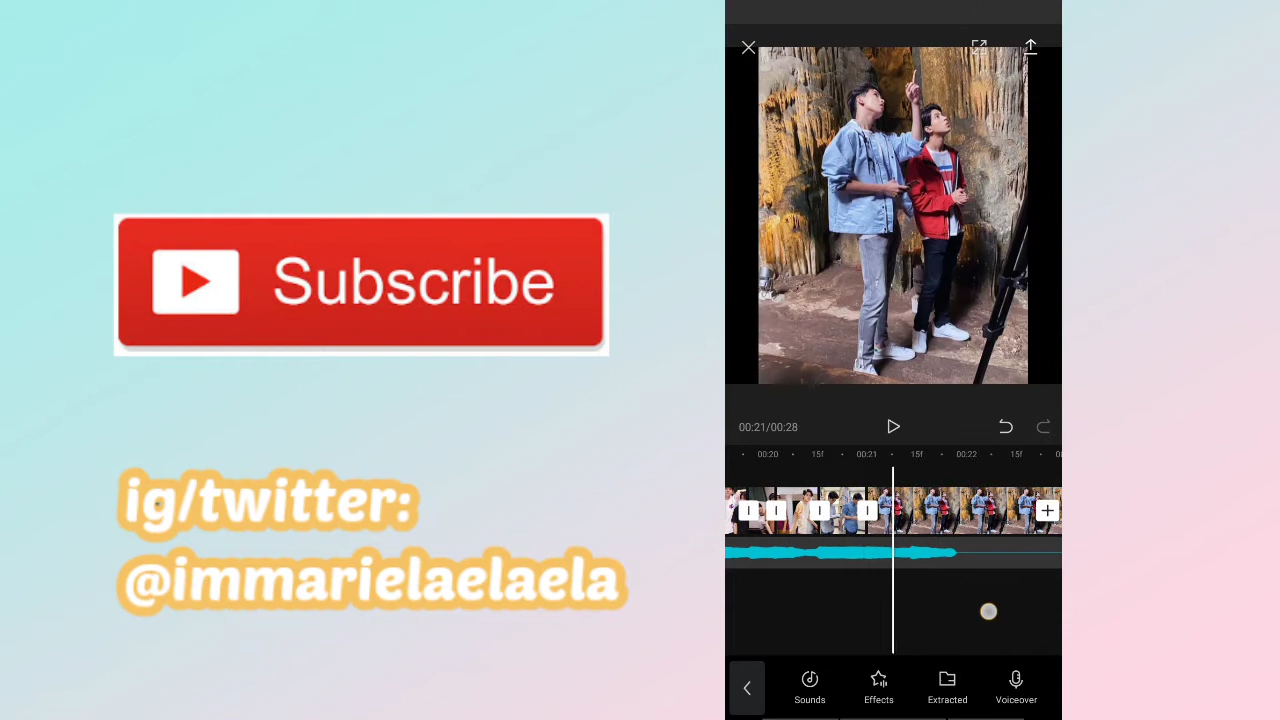 Subscribe
ig/twitter:
@immarielaelaela
00:21/00:28
00:20 15f 00:21 15f 00:22 15f
Sounds Effects Extracted Voiceover